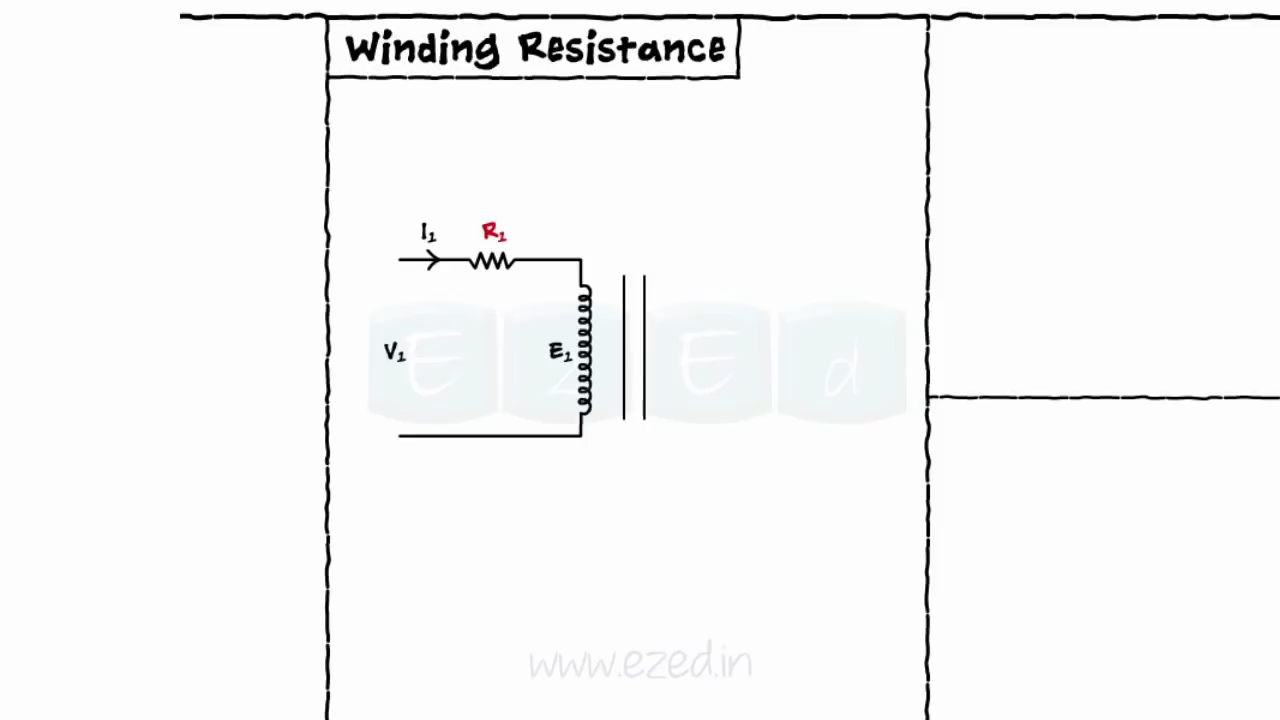 Winding Resistance
I₁ R₁
V₁ E₁
E z E d
www.ezed.in